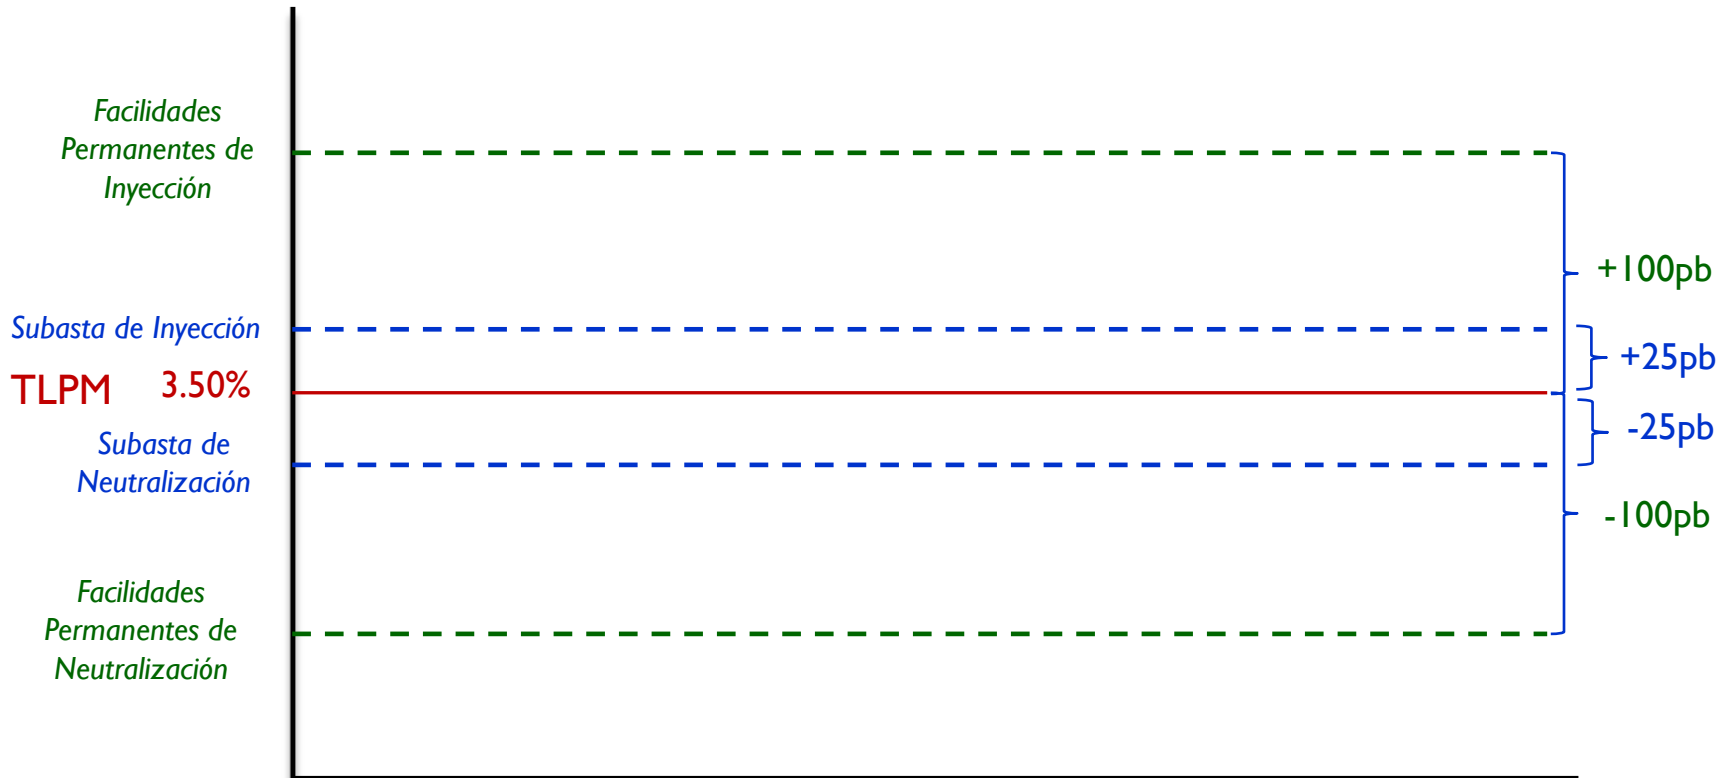 Facilidades
Permanentes de
Inyección
+100pb
Subasta de Inyección
+25pb
TLPM 3.50%
-25pb
Subasta de
Neutralización
-100pb
Facilidades
Permanentes de
Neutralización